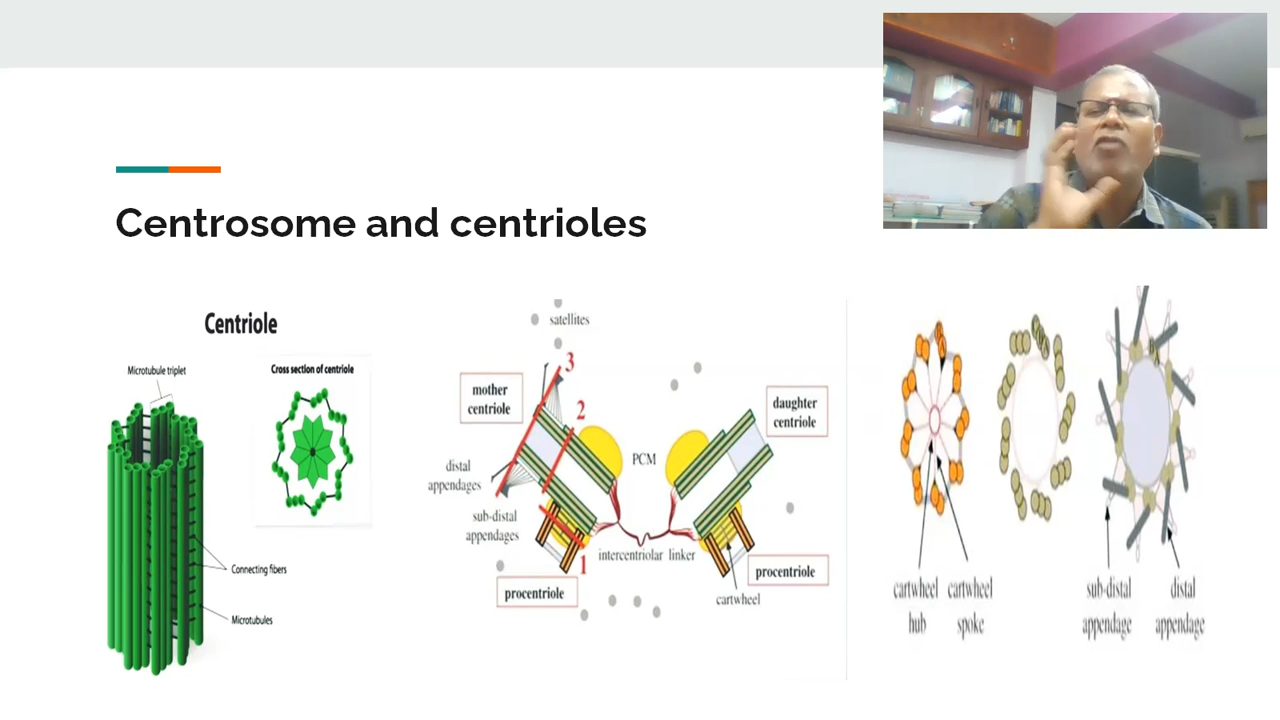 Centrosome and centrioles
Centriole
Microtubule triplet
Cross section of centriole
Connecting fibers
Microtubules
satellites
3
mother
centriole
2
daughter
centriole
PCM
distal
appendages
sub-distal
appendages
intercentriolar linker
1
procentriole
procentriole
cartwheel
cartwheel
hub
cartwheel
spoke
sub-distal
appendage
distal
appendage